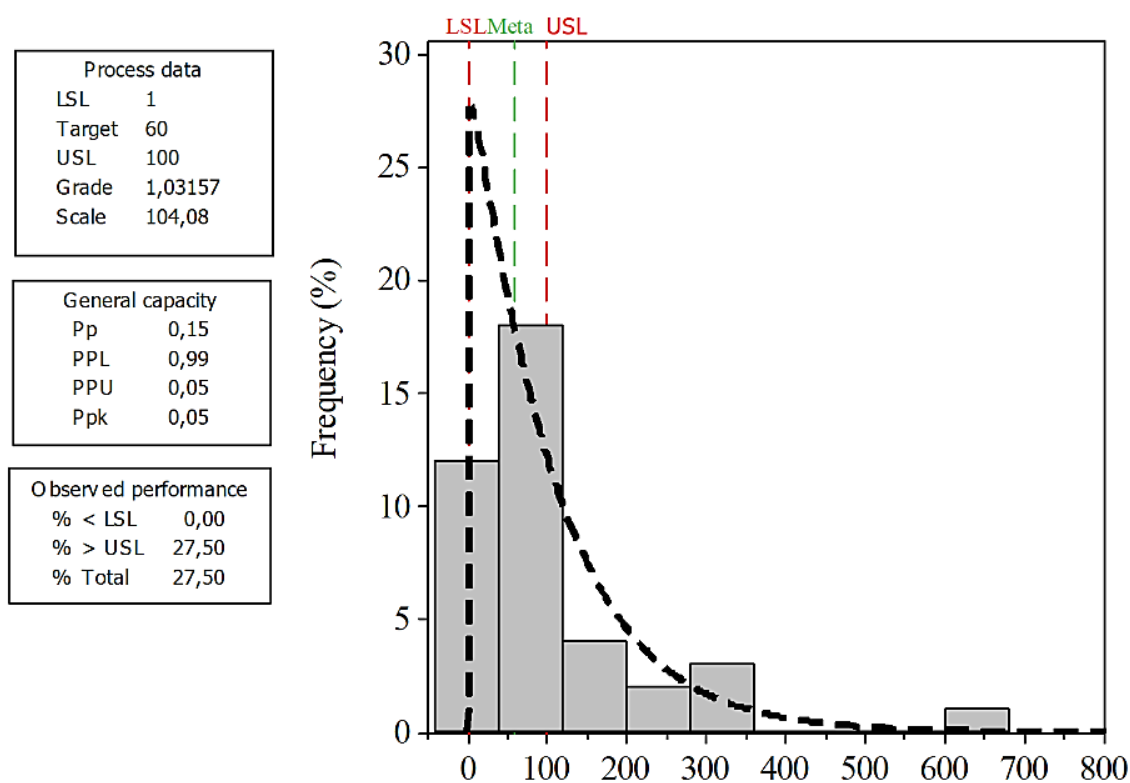 Process data
LSL 1
Target 60
USL 100
Grade 1,03157
Scale 104,08
General capacity
Pp 0,15
PPL 0,99
PPU 0,05
Ppk 0,05
Observed performance
% < LSL 0,00
% > USL 27,50
% Total 27,50
LSL Meta USL
Frequency (%)
30
25
20
15
10
5
0
0 100 200 300 400 500 600 700 800